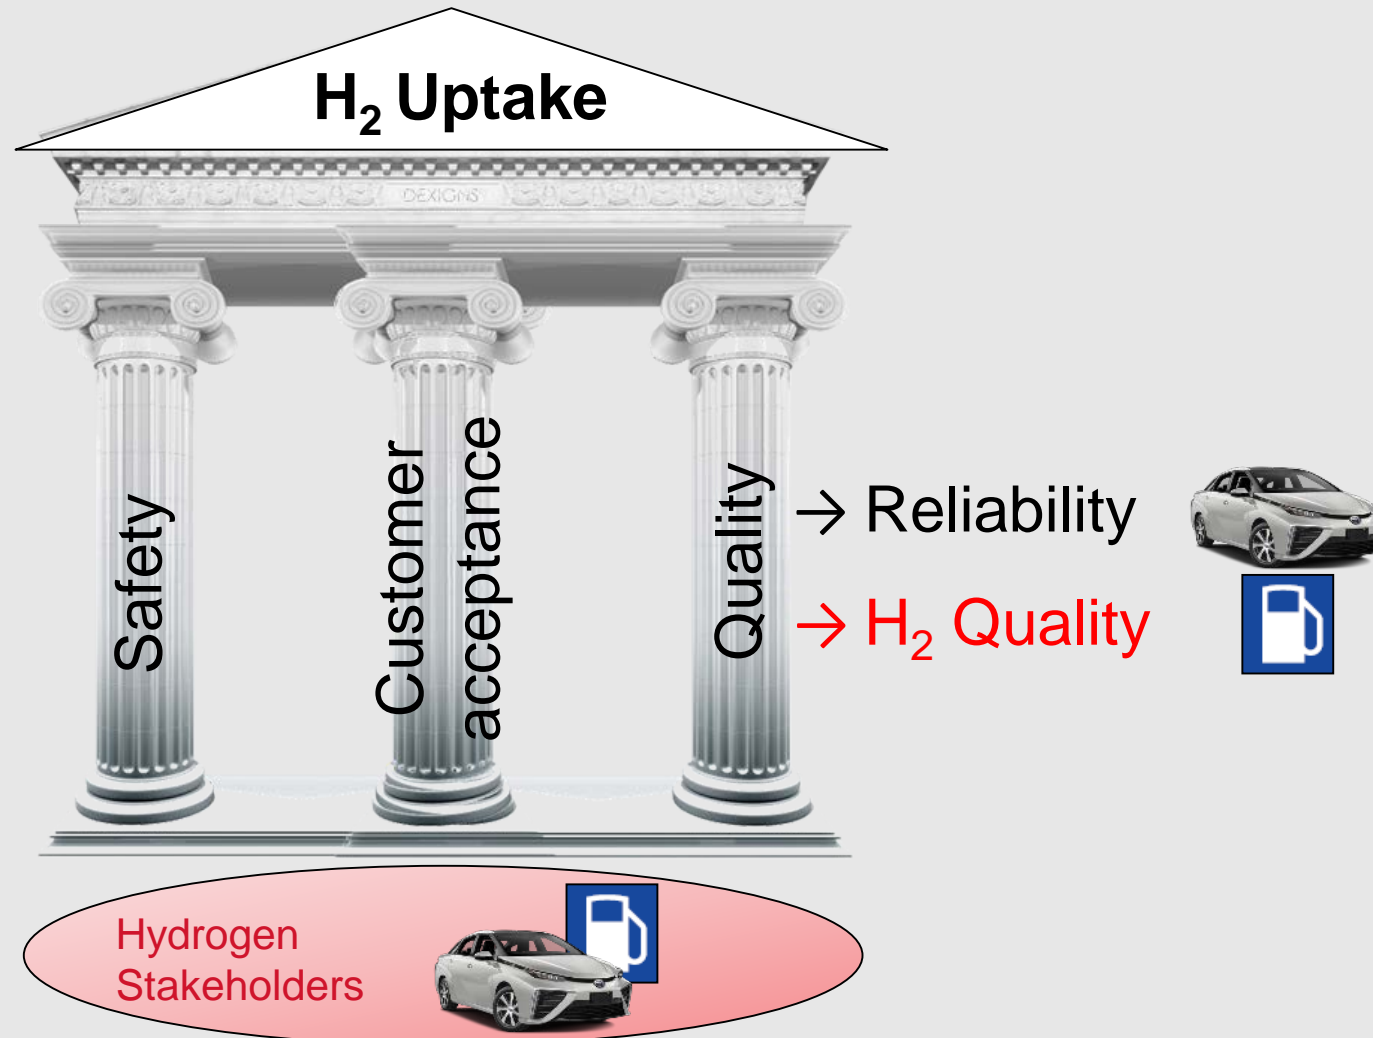 H₂ Uptake
DEXIGNS
Safety
Customer
acceptance
Quality
→ Reliability
→ H₂ Quality
Hydrogen
Stakeholders